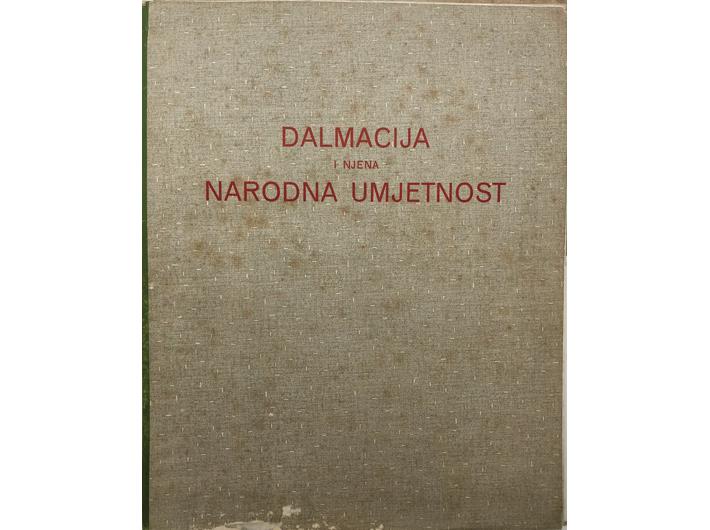 DALMACIJA
I NJENA
NARODNA UMJETNOST